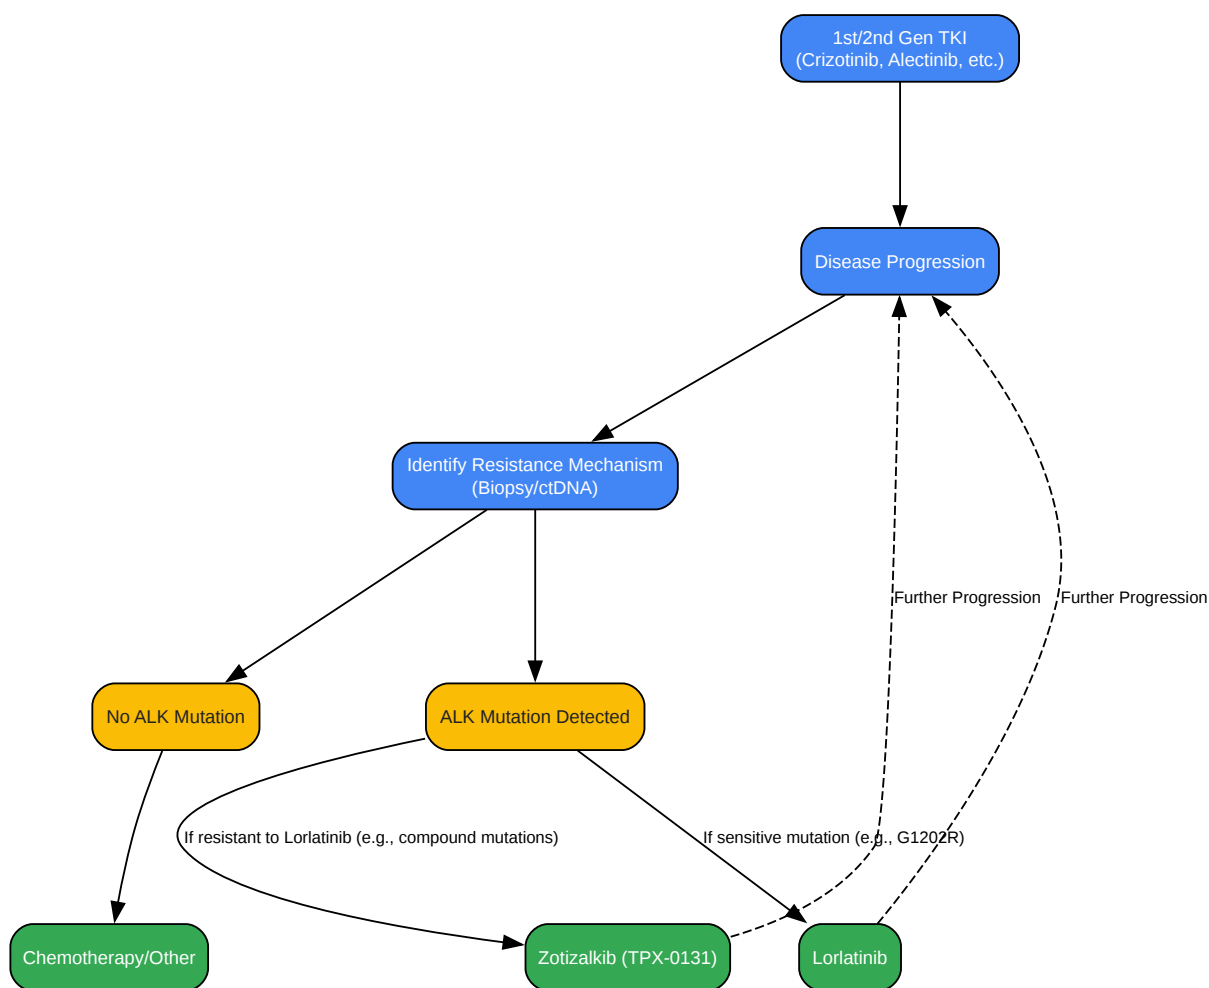 1st/2nd Gen TKI
(Crizotinib, Alectinib, etc.)
Disease Progression
Identify Resistance Mechanism
(Biopsy/ctDNA)
Further Progression
Further Progression
No ALK Mutation
ALK Mutation Detected
If resistant to Lorlatinib (e.g., compound mutations)
If sensitive mutation (e.g., G1202R)
Chemotherapy/Other
Zotizalkib (TPX-0131)
Lorlatinib